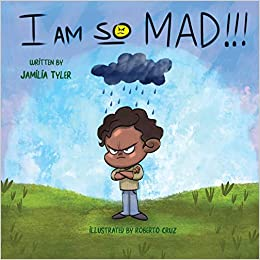 I AM SO MAD!!!
WRITTEN BY
JAMILIA TYLER
ILLUSTRATED BY ROBERTO CRUZ